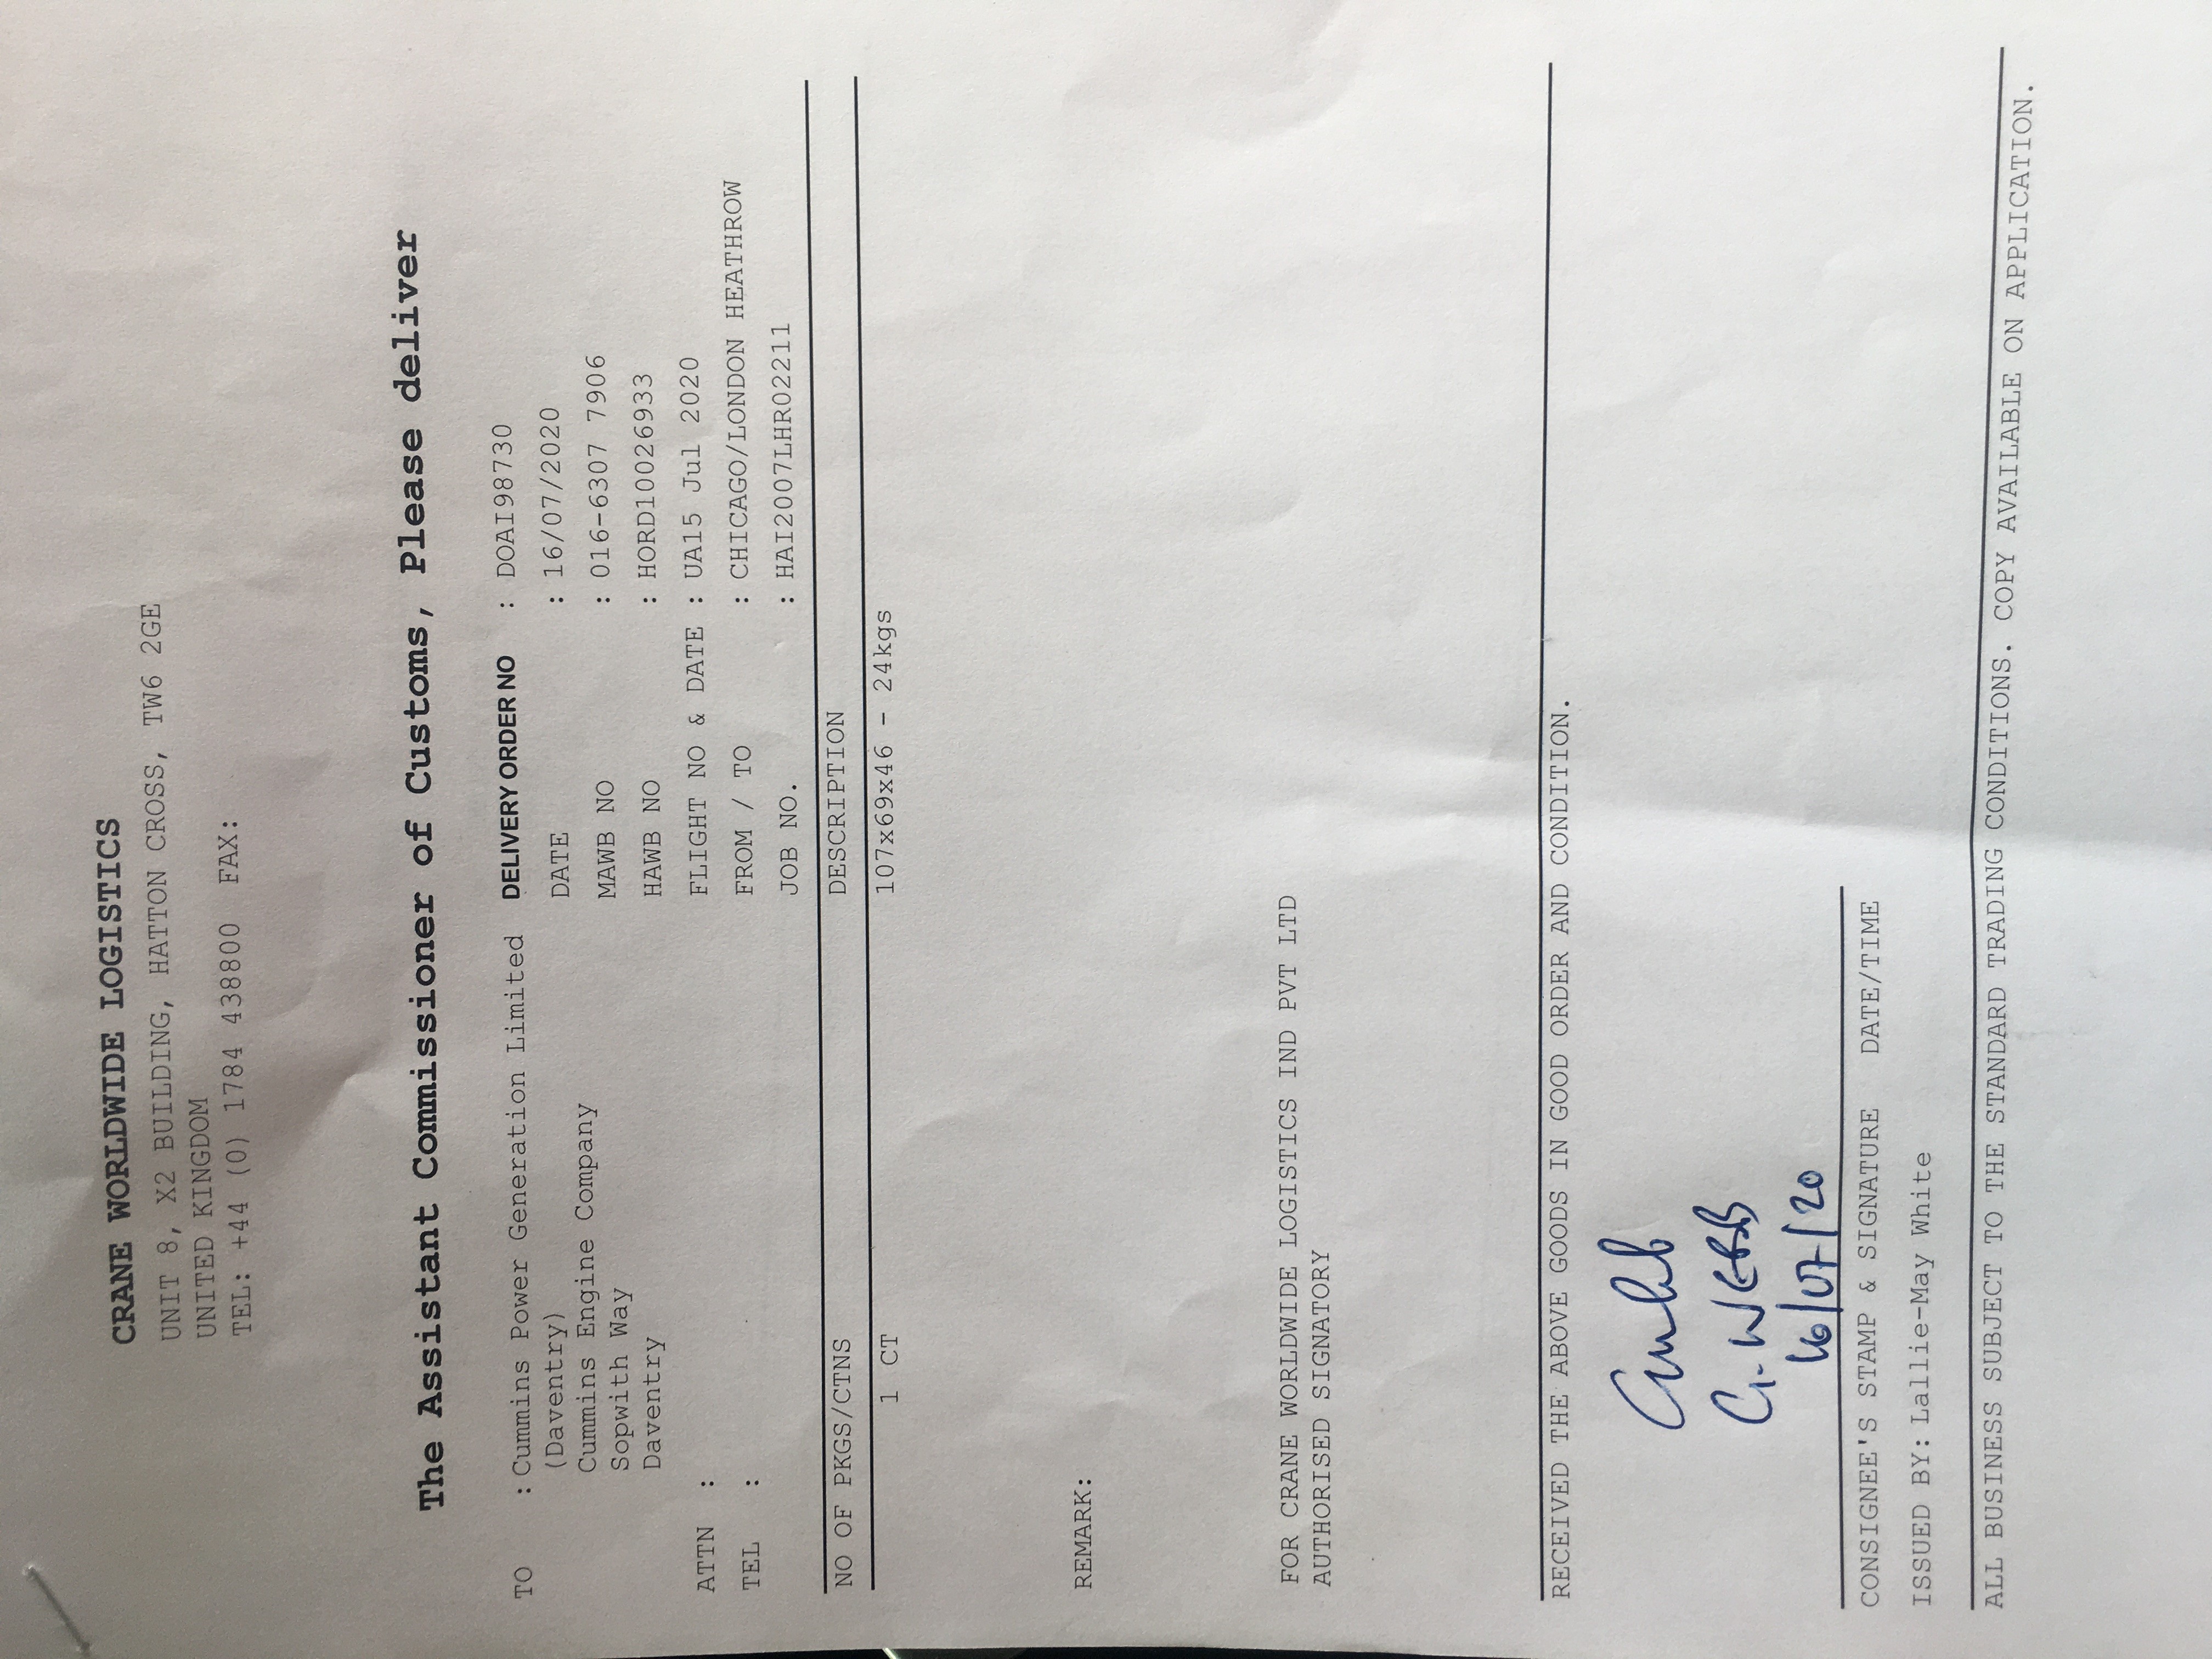 CRANE WORLDWIDE LOGISTICS
UNIT 8, X2 BUILDING, HATTON CROSS, TW6 2GE
UNITED KINGDOM
TEL: +44 (0) 1784 438800 FAX:
The Assistant Commissioner of Customs, Please deliver
TO : Cummins Power Generation Limited
(Daventry)
Cummins Engine Company
Sopwith Way
Daventry
ATTN :
TEL :
DELIVERY ORDER NO : DOAI98730
DATE : 16/07/2020
MAWB NO : 016-6307 7906
HAWB NO : HORD10026933
FLIGHT NO & DATE : UA15 Jul 2020
FROM / TO : CHICAGO/LONDON HEATHROW
JOB NO. : HAI2007LHR02211
NO OF PKGS/CTNS DESCRIPTION
1 CT 107x69x46 - 24kgs
REMARK:
FOR CRANE WORLDWIDE LOGISTICS IND PVT LTD
AUTHORISED SIGNATORY
RECEIVED THE ABOVE GOODS IN GOOD ORDER AND CONDITION.
WEBB
16/07/20
CONSIGNEE'S STAMP & SIGNATURE DATE/TIME
ISSUED BY: Lallie-May White
ALL BUSINESS SUBJECT TO THE STANDARD TRADING CONDITIONS. COPY AVAILABLE ON APPLICATION.